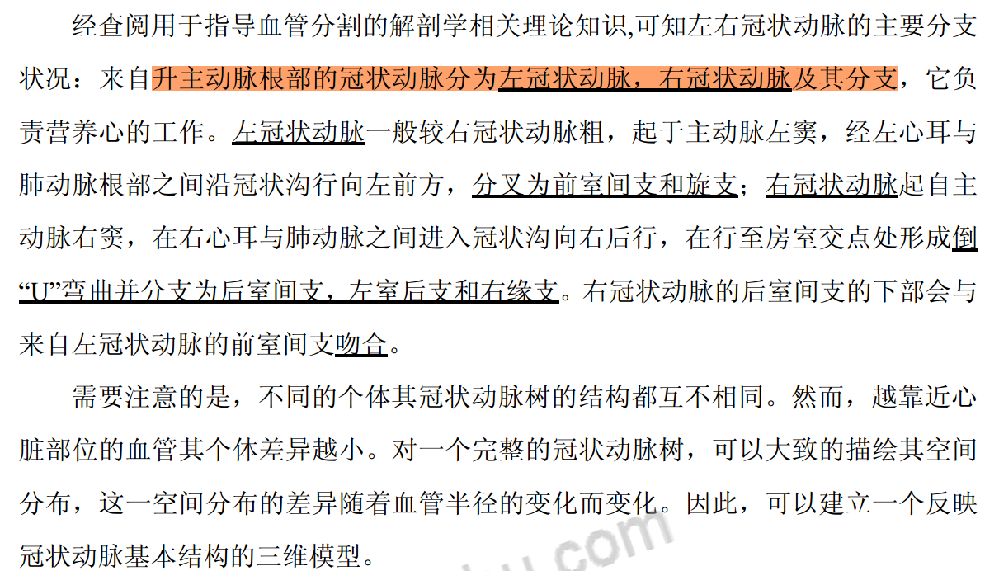 经查阅用于指导血管分割的解剖学相关理论知识,可知左右冠状动脉的主要分支
状况：来自升主动脉根部的冠状动脉分为左冠状动脉，右冠状动脉及其分支，它负
责营养心的工作。左冠状动脉一般较右冠状动脉粗，起于主动脉左窦，经左心耳与
肺动脉根部之间沿冠状沟行向左前方，分叉为前室间支和旋支；右冠状动脉起自主
动脉右窦，在右心耳与肺动脉之间进入冠状沟向右后行，在行至房室交点处形成倒
“U”弯曲并分支为后室间支，左室后支和右缘支。右冠状动脉的后室间支的下部会与
来自左冠状动脉的前室间支吻合。
需要注意的是，不同的个体其冠状动脉树的结构都互不相同。然而，越靠近心
脏部位的血管其个体差异越小。对一个完整的冠状动脉树，可以大致的描绘其空间
分布，这一空间分布的差异随着血管半径的变化而变化。因此，可以建立一个反映
冠状动脉基本结构的三维模型。
.com